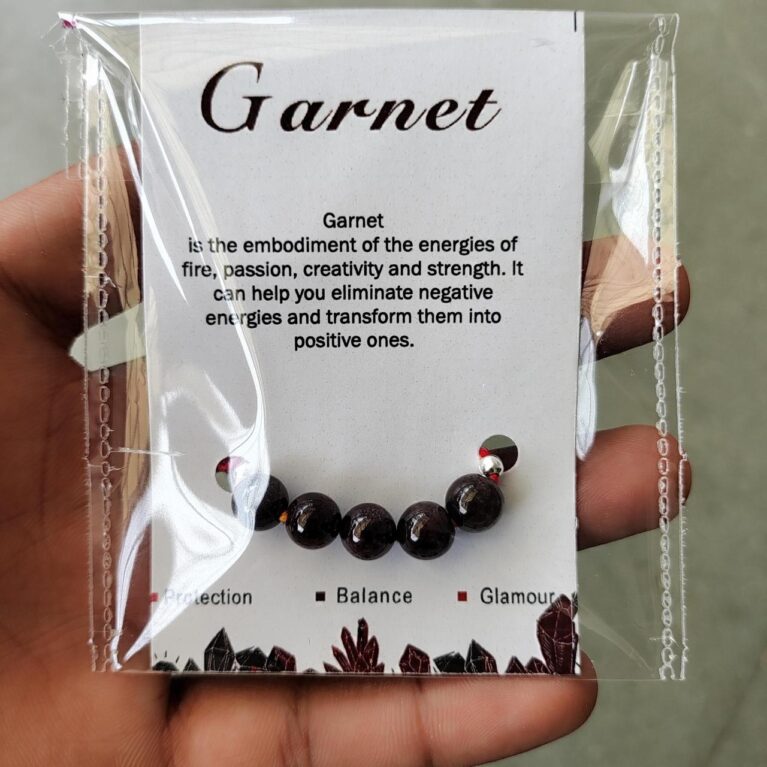 Garnet
Garnet
is the embodiment of the energies of
fire, passion, creativity and strength. It
can help you eliminate negative
energies and transform them into
positive ones.
Protection ▪ Balance ▪ Glamour